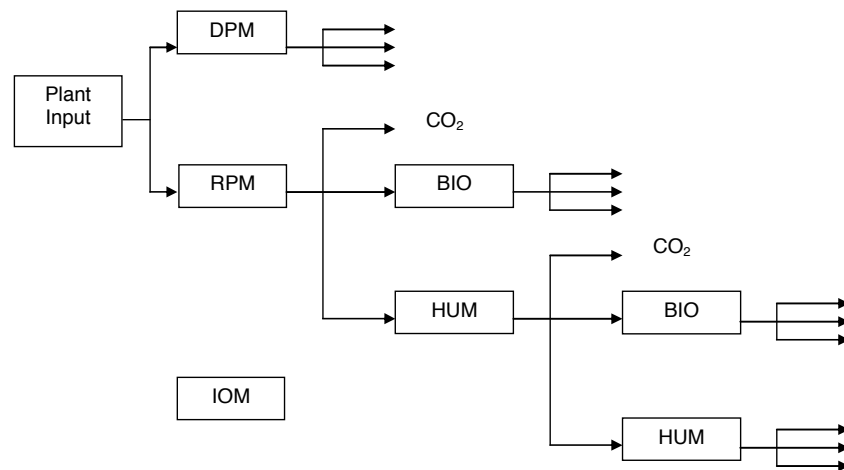 DPM
Plant
Input
CO₂
RPM
BIO
CO₂
HUM
BIO
IOM
HUM